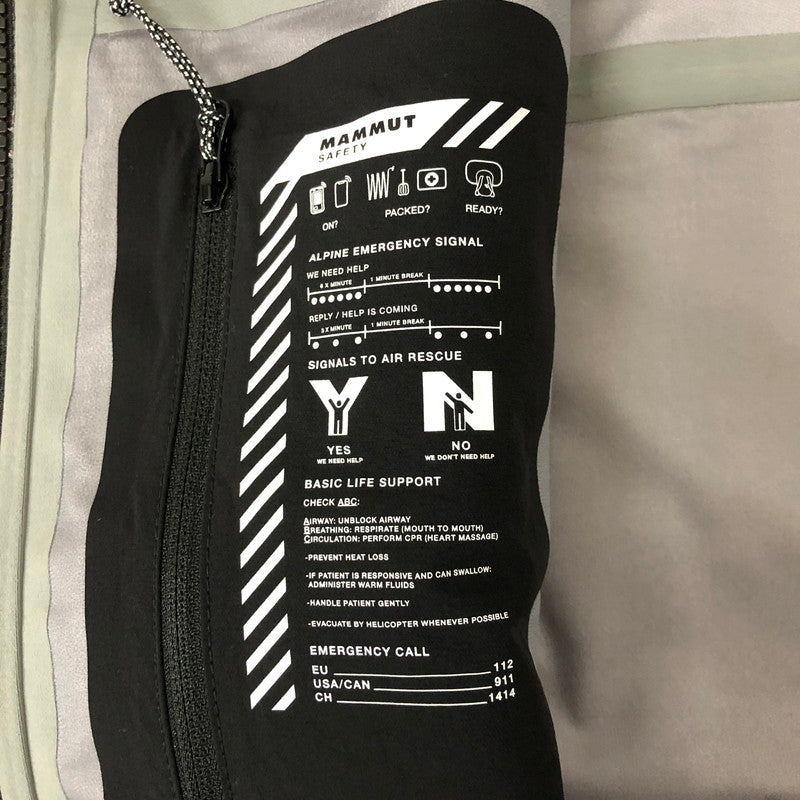 MAMMUT
SAFETY
ON?
PACKED?
READY?
ALPINE EMERGENCY SIGNAL
WE NEED HELP
6 X MINUTE
1 MINUTE BREAK
REPLY / HELP IS COMING
3 X MINUTE
1 MINUTE BREAK
SIGNALS TO AIR RESCUE
Y N
YES
WE NEED HELP
NO
WE DON'T NEED HELP
BASIC LIFE SUPPORT
CHECK ABC:
AIRWAY: UNBLOCK AIRWAY
BREATHING: RESPIRATE (MOUTH TO MOUTH)
CIRCULATION: PERFORM CPR (HEART MASSAGE)
-PREVENT HEAT LOSS
-IF PATIENT IS RESPONSIVE AND CAN SWALLOW:
ADMINISTER WARM FLUIDS
-HANDLE PATIENT GENTLY
-EVACUATE BY HELICOPTER WHENEVER POSSIBLE
EMERGENCY CALL
EU 112
USA/CAN 911
CH 1414